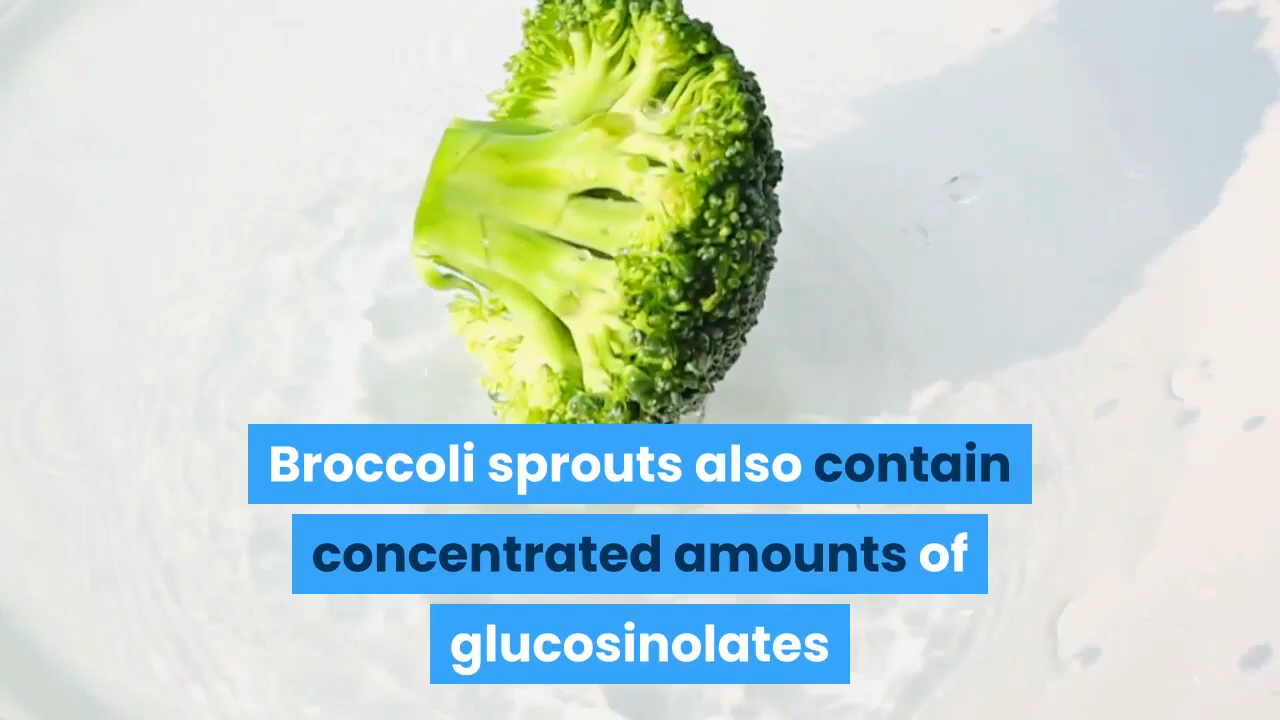 Broccoli sprouts also contain
concentrated amounts of
glucosinolates